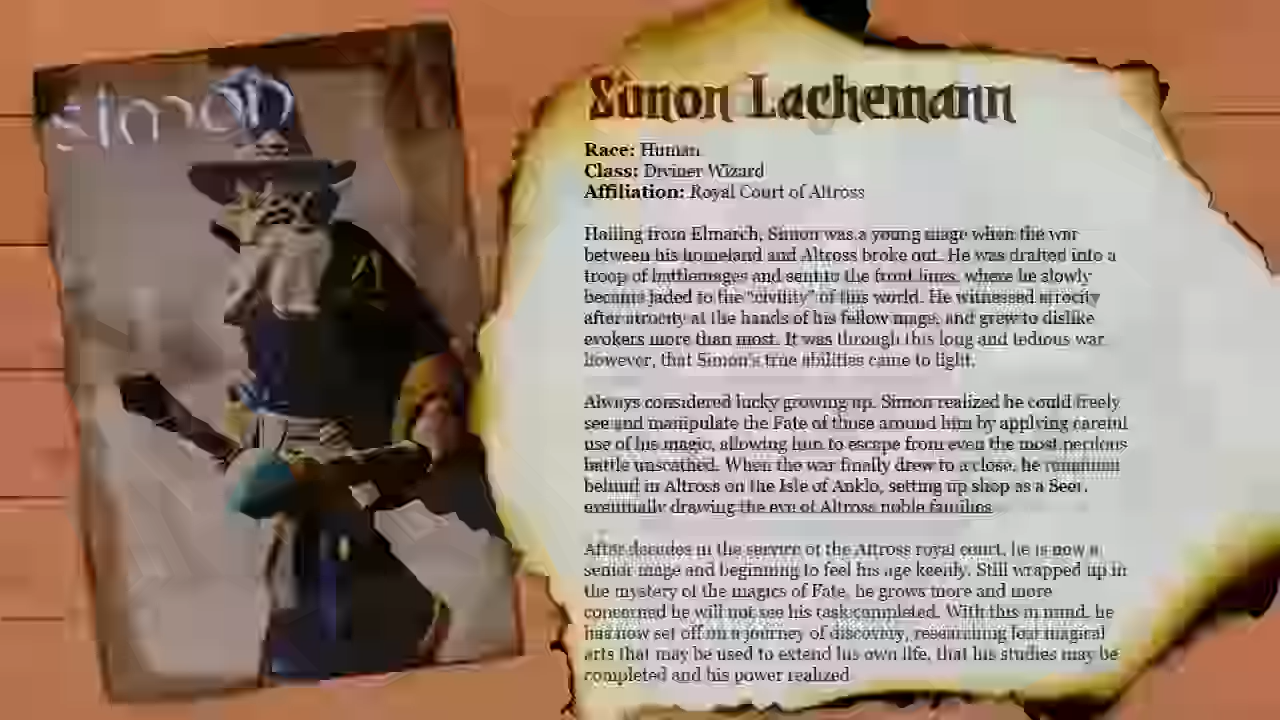 simon
Simon Lachemann
Race: Human
Class: Diviner Wizard
Affiliation: Royal Court of Altross
Hailing from Elmarch, Simon was a young mage when the war
between his homeland and Altross broke out. He was drafted into a
troop of battlemages and sent to the front lines, where he slowly
became jaded to the "civility" of this world. He witnessed atrocity
after atrocity at the hands of his fellow mage, and grew to dislike
evokers more than most. It was through this long and tedious war,
however, that Simon's true abilities came to light.
Always considered lucky growing up, Simon realized he could freely
see and manipulate the Fate of those around him by applying careful
use of his magic, allowing him to escape from even the most perilous
battle unscathed. When the war finally drew to a close, he remained
behind in Altross on the Isle of Anklo, setting up shop as a Seer,
eventually drawing the eye of Altross noble families.
After decades in the service of the Altross royal court, he is now a
senior mage and beginning to feel his age keenly. Still wrapped up in
the mystery of the magics of Fate, he grows more and more
concerned he will not see his task completed. With this in mind, he
has now set off on a journey of discovery, researching lost magical
arts that may be used to extend his own life, that his studies may be
completed and his power realized.